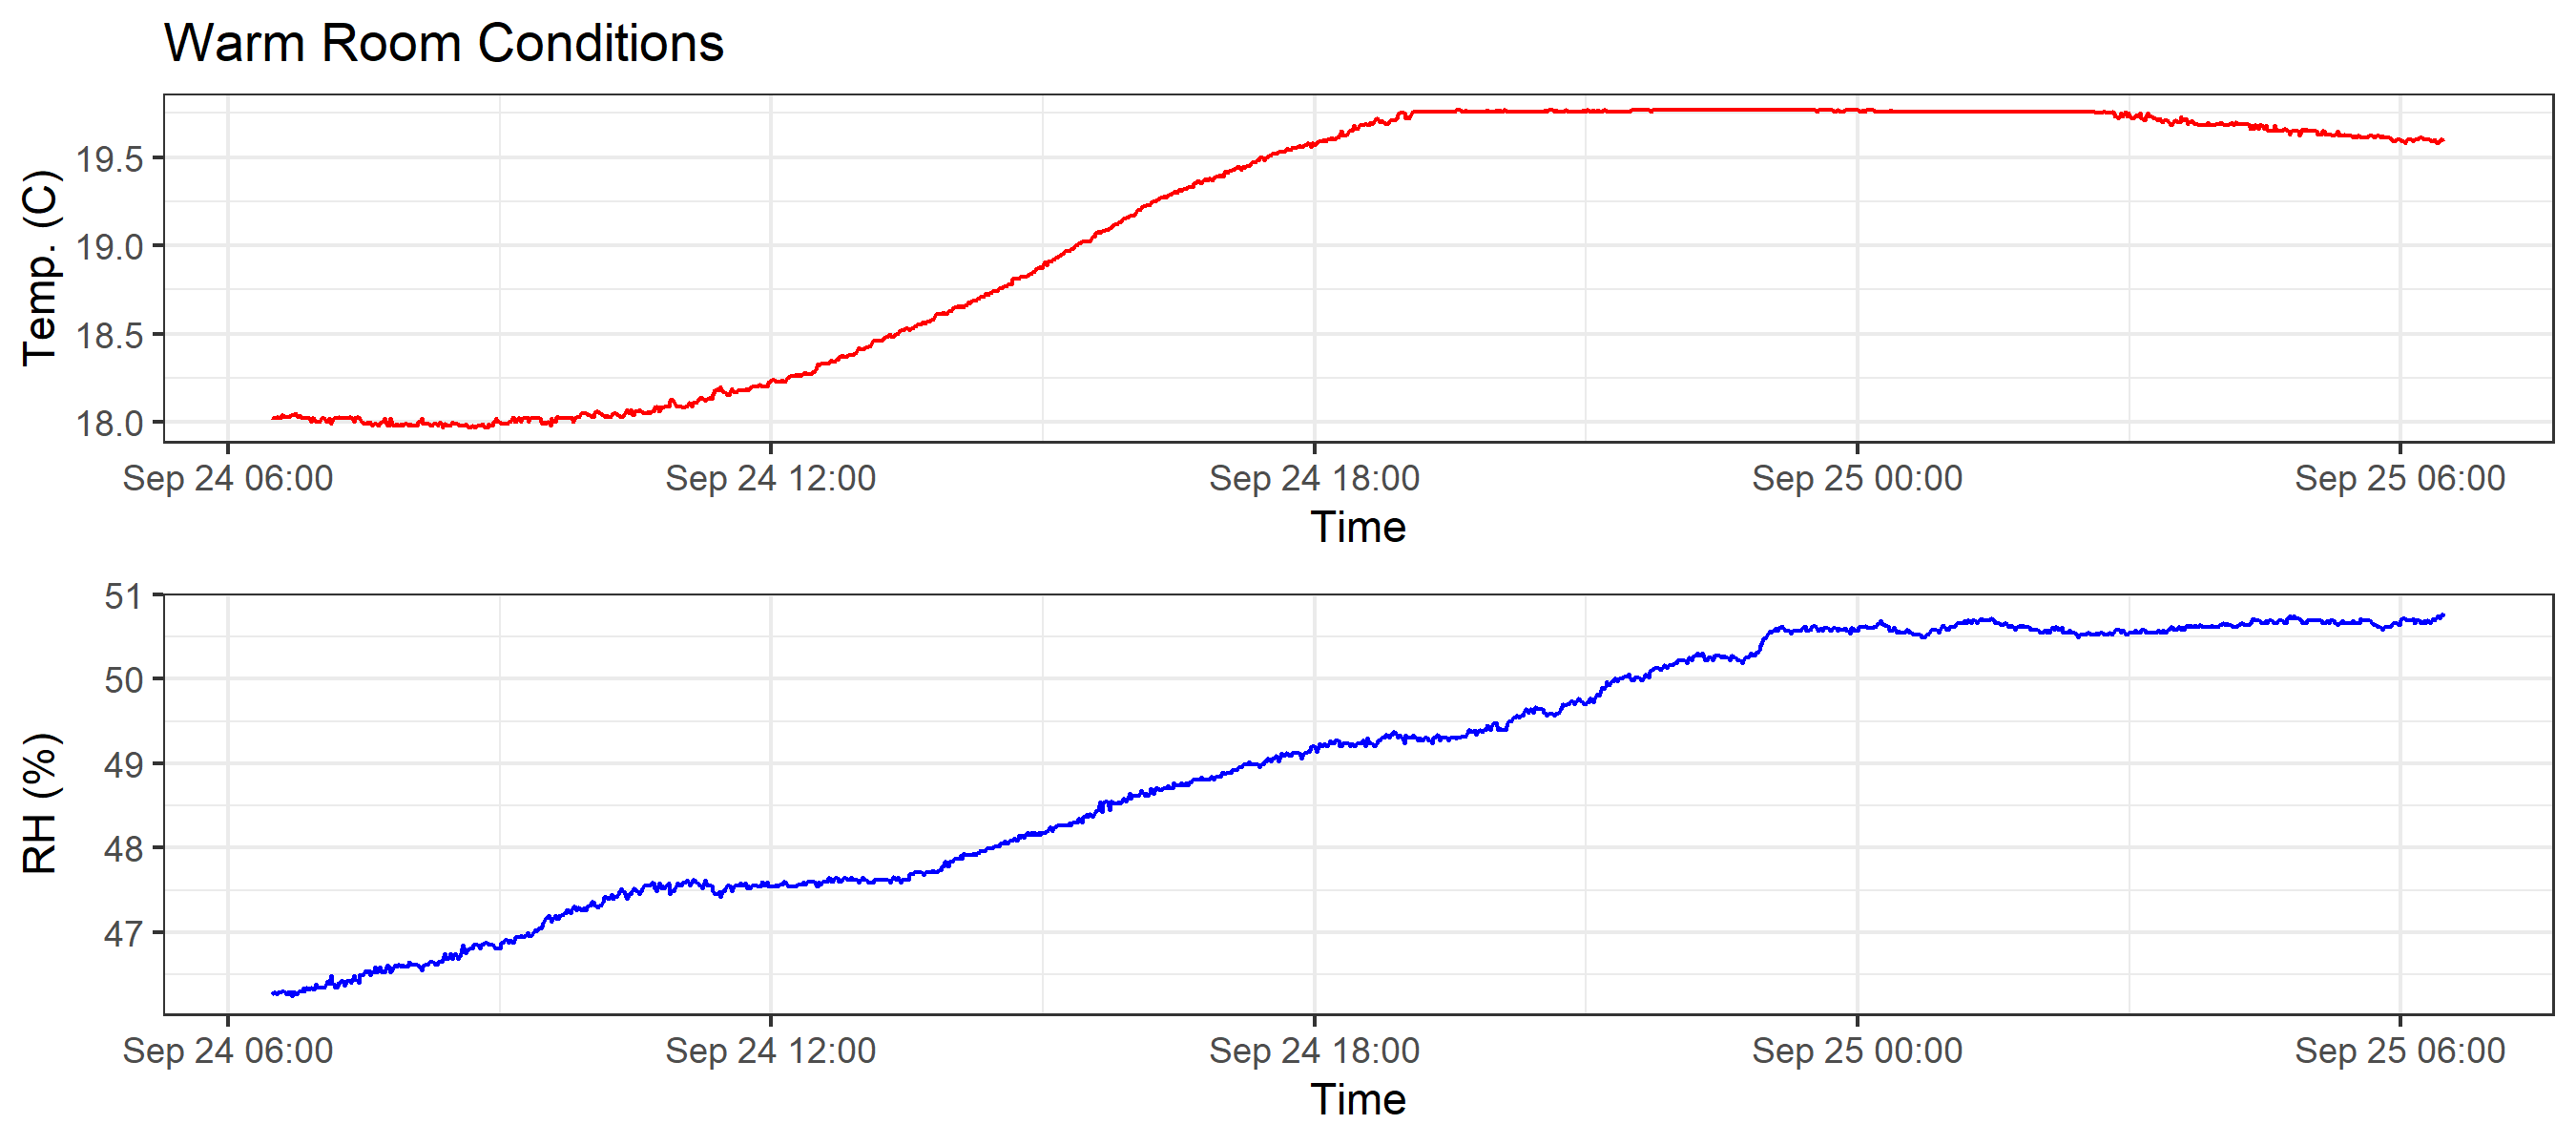 Warm Room Conditions
Temp. (C)
19.5
19.0
18.5
18.0
Sep 24 06:00 Sep 24 12:00 Sep 24 18:00 Sep 25 00:00 Sep 25 06:00
Time
RH (%)
51
50
49
48
47
Sep 24 06:00 Sep 24 12:00 Sep 24 18:00 Sep 25 00:00 Sep 25 06:00
Time